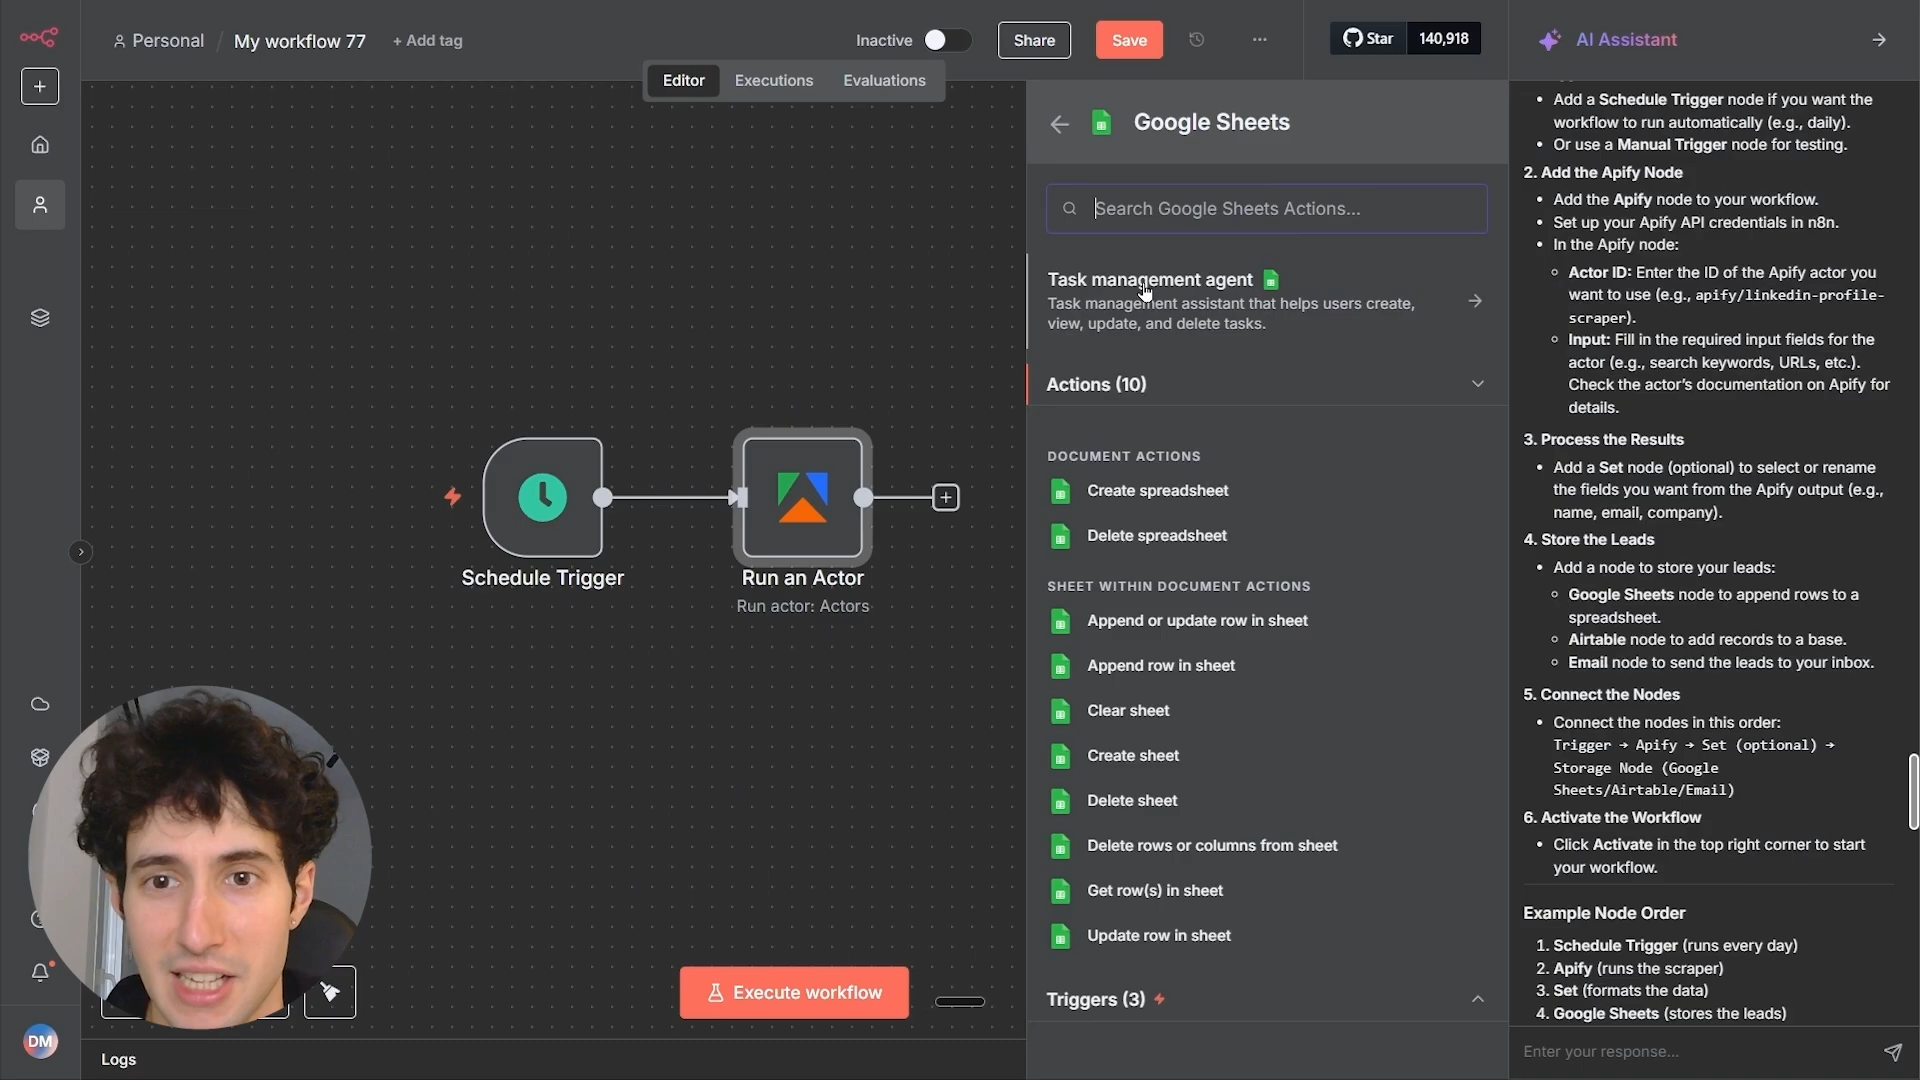 Personal / My workflow 77 + Add tag
Inactive
Share
Save
...
Star 140,918
AI Assistant
Editor Executions Evaluations
Schedule Trigger
Run an Actor
Run actor: Actors
Execute workflow
DM
Logs
Google Sheets
Search Google Sheets Actions...
Task management agent
Task management assistant that helps users create,
view, update, and delete tasks.
Actions (10)
DOCUMENT ACTIONS
Create spreadsheet
Delete spreadsheet
SHEET WITHIN DOCUMENT ACTIONS
Append or update row in sheet
Append row in sheet
Clear sheet
Create sheet
Delete sheet
Delete rows or columns from sheet
Get row(s) in sheet
Update row in sheet
Triggers (3)
• Add a Schedule Trigger node if you want the
workflow to run automatically (e.g., daily).
• Or use a Manual Trigger node for testing.
2. Add the Apify Node
• Add the Apify node to your workflow.
• Set up your Apify API credentials in n8n.
• In the Apify node:
◦ Actor ID: Enter the ID of the Apify actor you
want to use (e.g., apify/linkedin-profile-
scraper).
◦ Input: Fill in the required input fields for the
actor (e.g., search keywords, URLs, etc.).
Check the actor's documentation on Apify for
details.
3. Process the Results
• Add a Set node (optional) to select or rename
the fields you want from the Apify output (e.g.,
name, email, company).
4. Store the Leads
• Add a node to store your leads:
◦ Google Sheets node to append rows to a
spreadsheet.
◦ Airtable node to add records to a base.
◦ Email node to send the leads to your inbox.
5. Connect the Nodes
• Connect the nodes in this order:
Trigger → Apify → Set (optional) →
Storage Node (Google
Sheets/Airtable/Email)
6. Activate the Workflow
• Click Activate in the top right corner to start
your workflow.
Example Node Order
1. Schedule Trigger (runs every day)
2. Apify (runs the scraper)
3. Set (formats the data)
4. Google Sheets (stores the leads)
Enter your response...